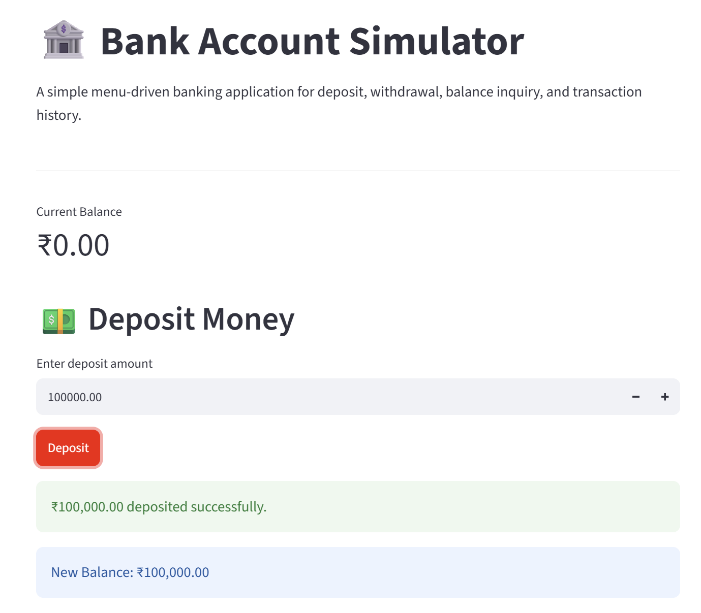 Bank Account Simulator
A simple menu-driven banking application for deposit, withdrawal, balance inquiry, and transaction
history.
Current Balance
₹0.00
Deposit Money
Enter deposit amount
100000.00
Deposit
₹100,000.00 deposited successfully.
New Balance: ₹100,000.00